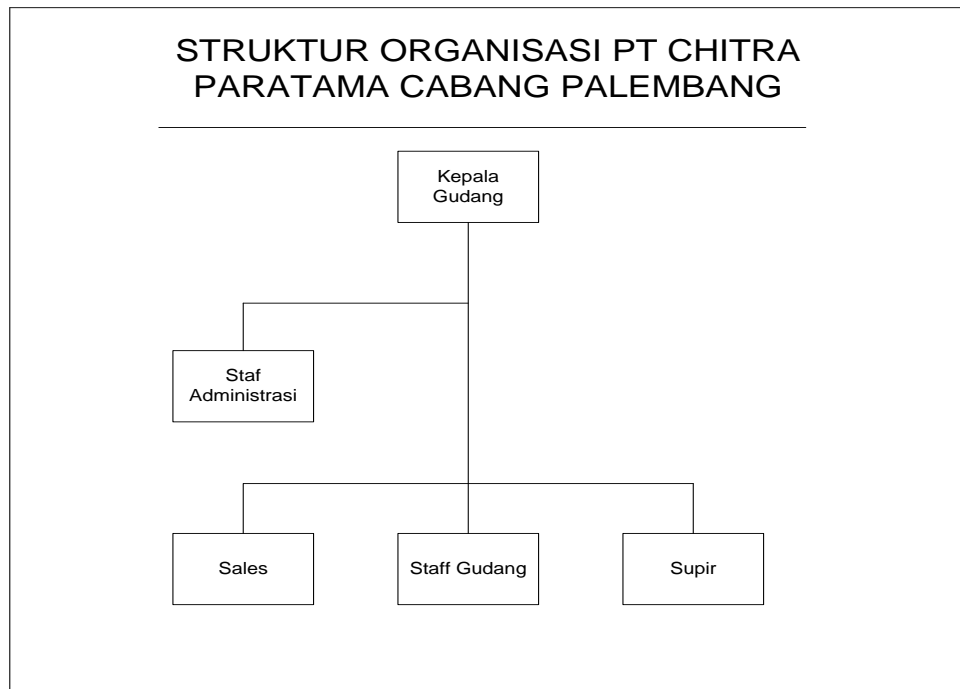 STRUKTUR ORGANISASI PT CHITRA
PARATAMA CABANG PALEMBANG
Kepala
Gudang
Staf
Administrasi
Sales
Staff Gudang
Supir